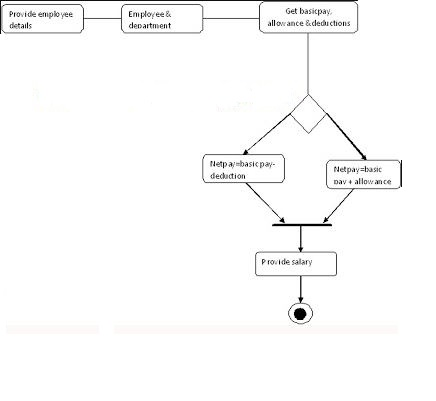 Provide employee
details
Employee &
department
Get basicpay,
allowance &deductions
Netpay=basic pay-
deduction
Netpay=basic
pay + allowance
Provide salary